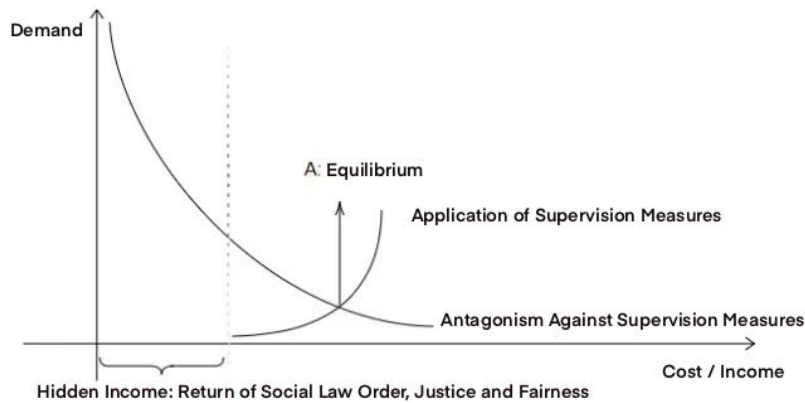 Demand
A: Equilibrium
Application of Supervision Measures
Antagonism Against Supervision Measures
Cost / Income
Hidden Income: Return of Social Law Order, Justice and Fairness